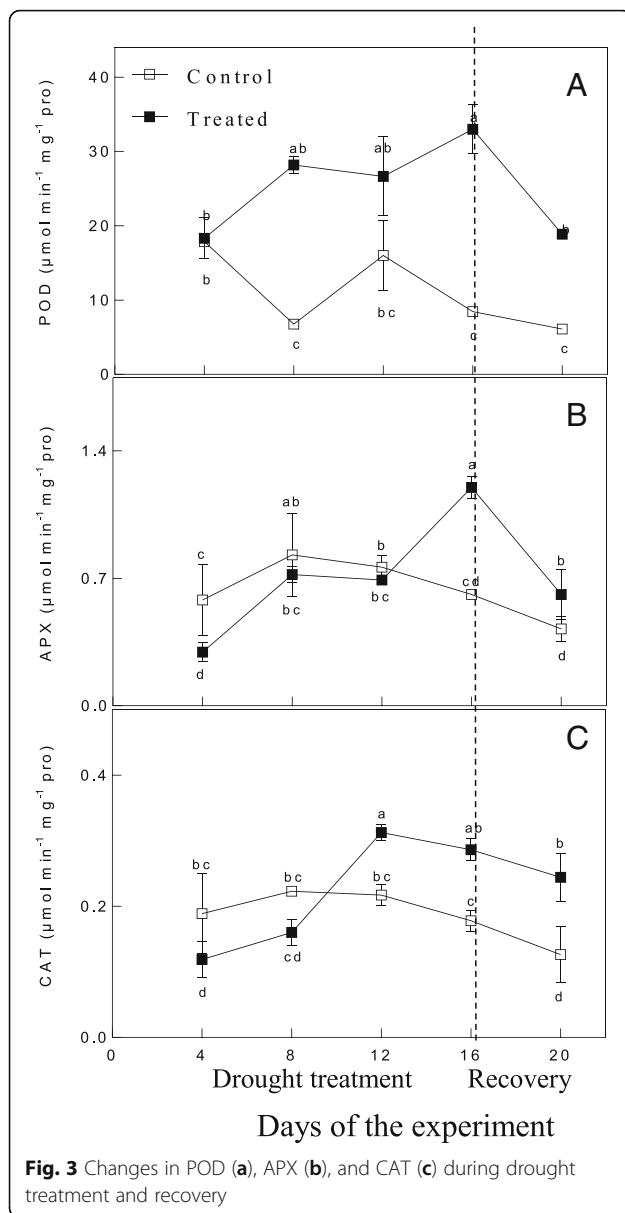 Control
Treated
A
40
30
20
10
0
POD (µmol min⁻¹ mg⁻¹ pro)
b
b
ab
c
ab
bc
a
c
b
c
B
1.4
0.7
0.0
APX (µmol min⁻¹ mg⁻¹ pro)
c
d
ab
bc
b
bc
a
cd
b
d
C
0.4
0.2
0.0
CAT (µmol min⁻¹ mg⁻¹ pro)
bc
d
bc
cd
a
bc
ab
c
b
d
0 4 8 12 16 20
Drought treatment Recovery
Days of the experiment
Fig. 3 Changes in POD (a), APX (b), and CAT (c) during drought
treatment and recovery